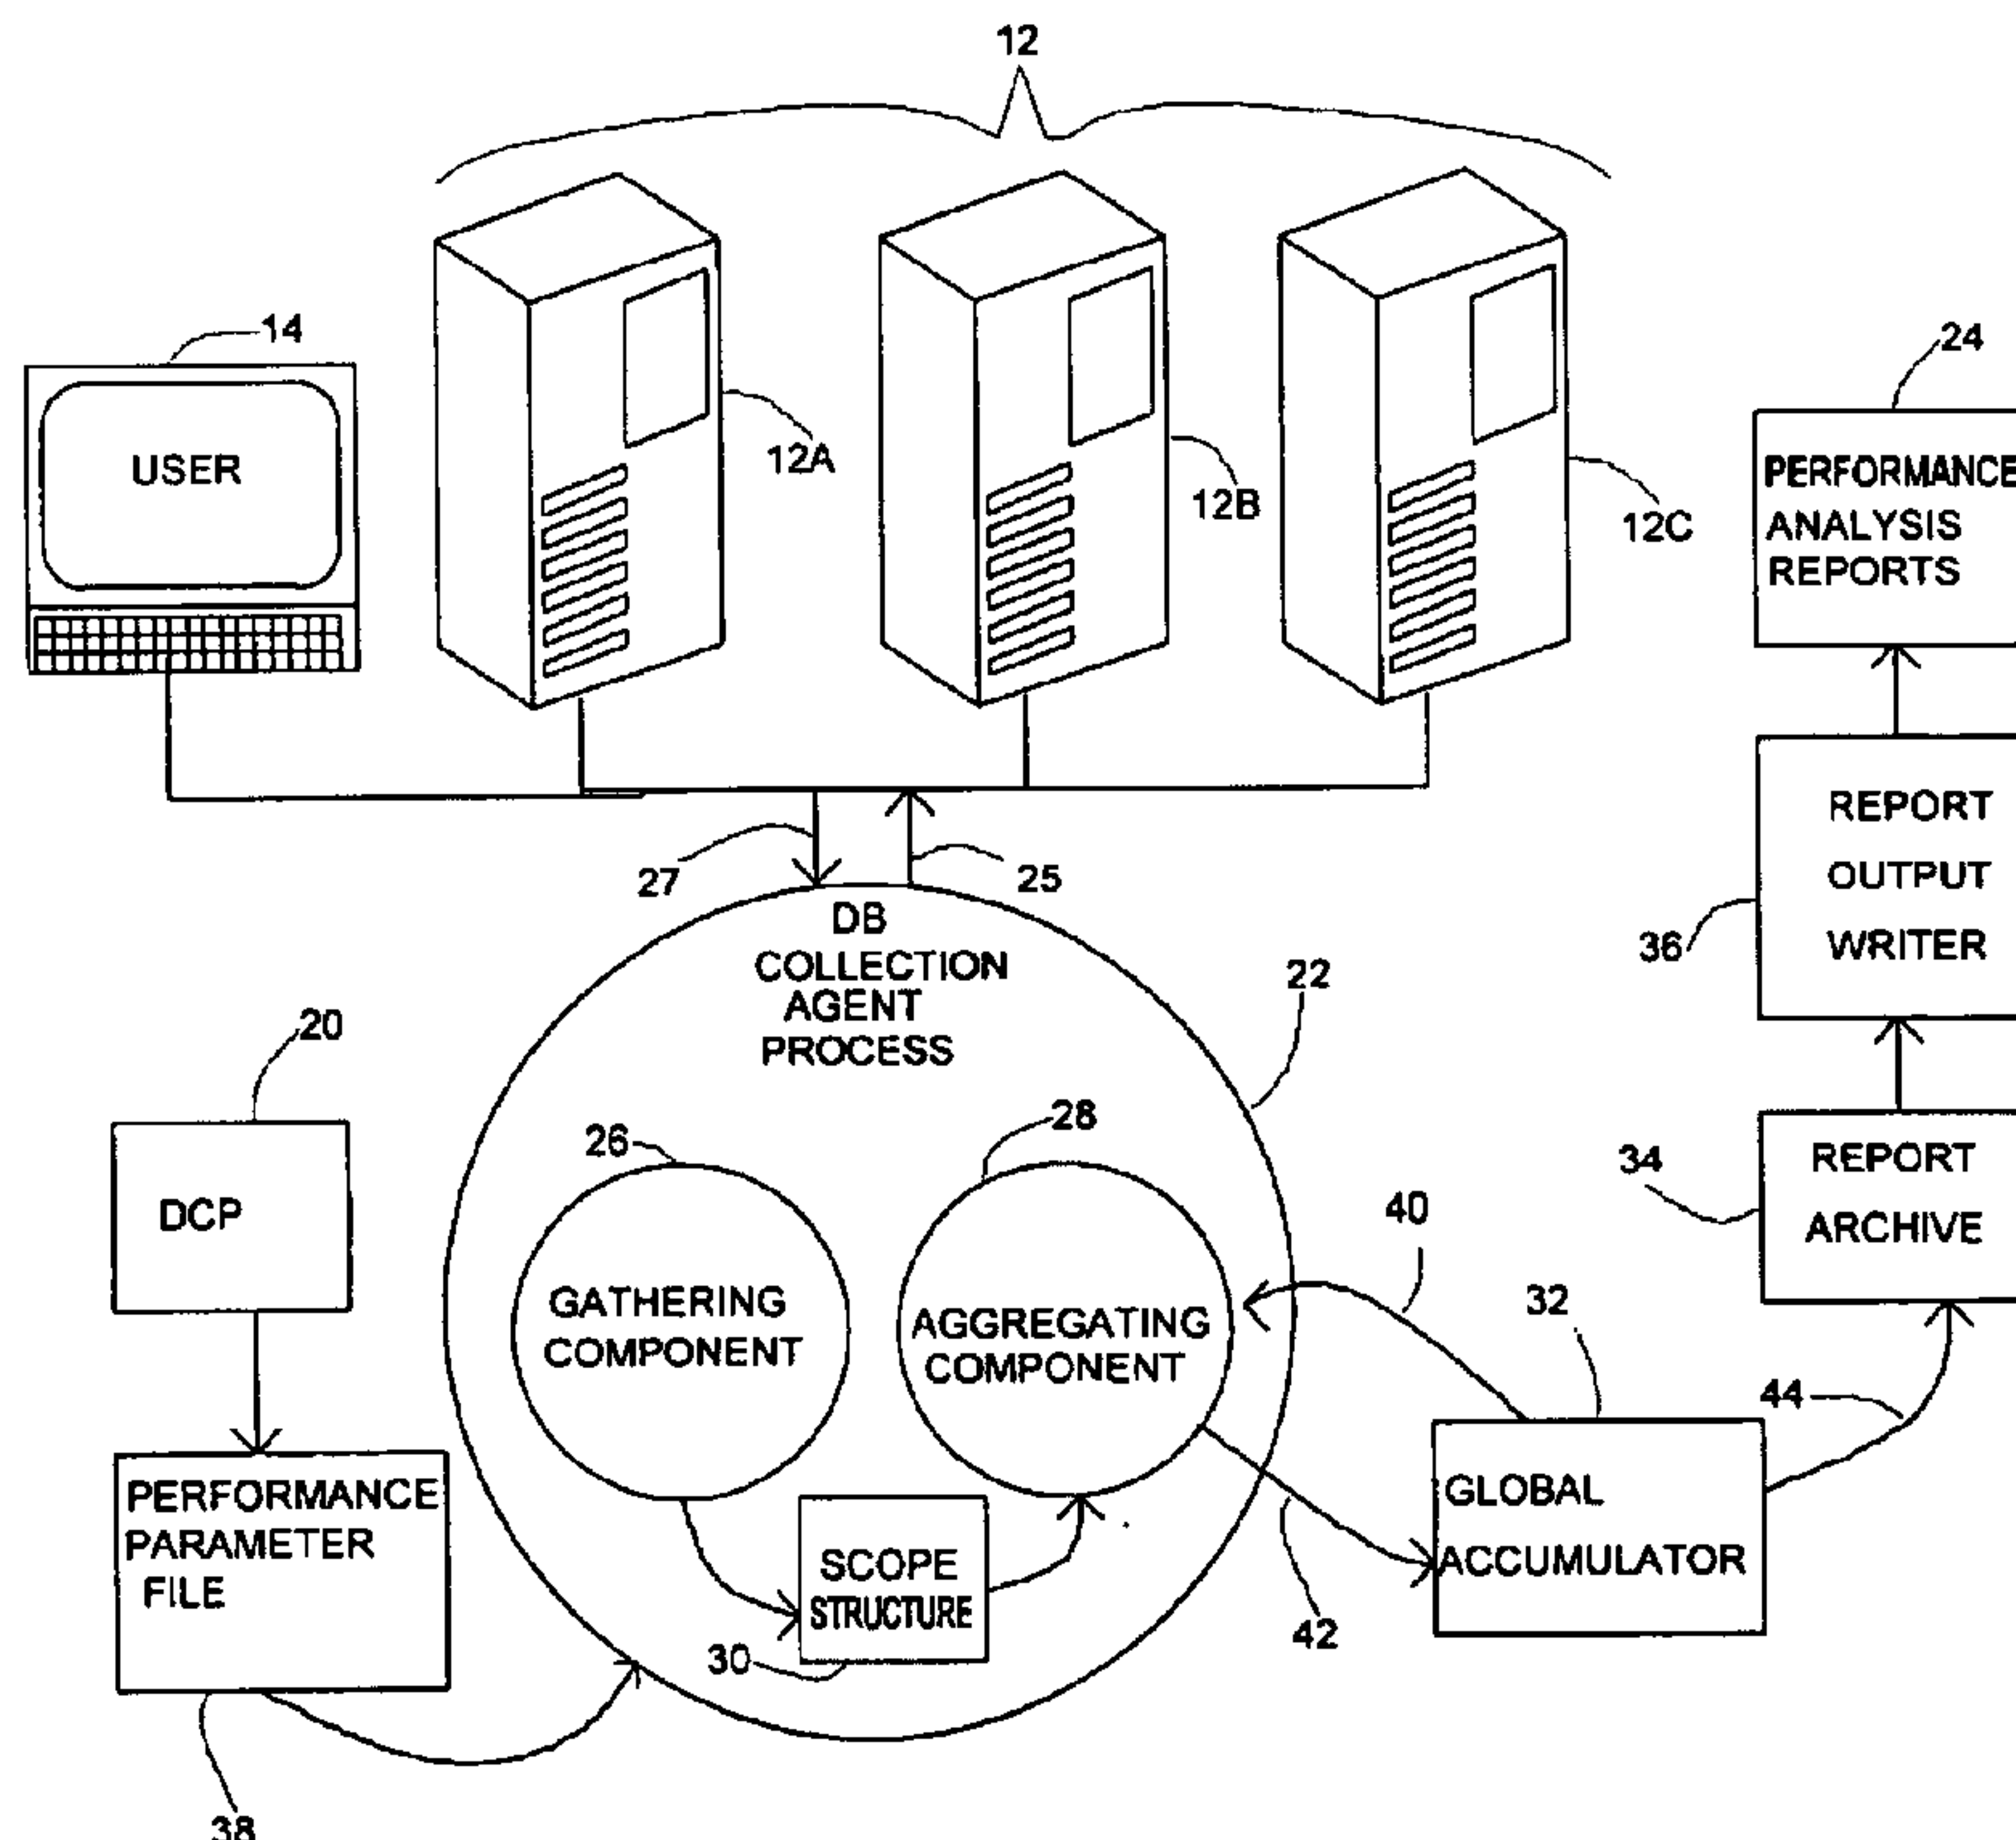 12
14
USER
12A
12B
12C
24
PERFORMANCE
ANALYSIS
REPORTS
27
25
REPORT
OUTPUT
WRITER
36
DB
COLLECTION
AGENT
PROCESS
22
20
DCP
26
28
34
REPORT
ARCHIVE
40
GATHERING
COMPONENT
AGGREGATING
COMPONENT
32
44
PERFORMANCE
PARAMETER
FILE
SCOPE
STRUCTURE
30
42
GLOBAL
ACCUMULATOR
38